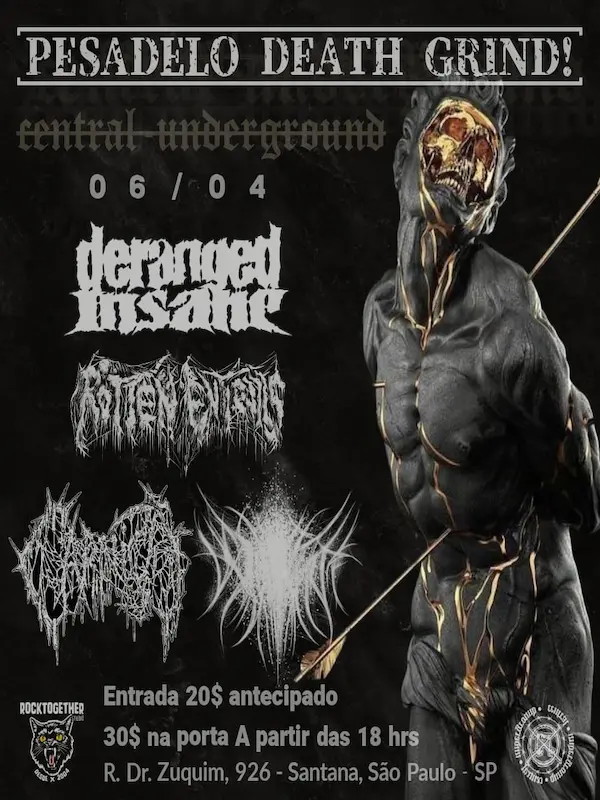 PESADELO DEATH GRIND!
central underground
06/04
deranged
insane
ROTTEN ENTRAILS
Entrada 20$ antecipado
30$ na porta A partir das 18 hrs
R. Dr. Zuquim, 926 - Santana, São Paulo - SP
ROCKTOGETHER